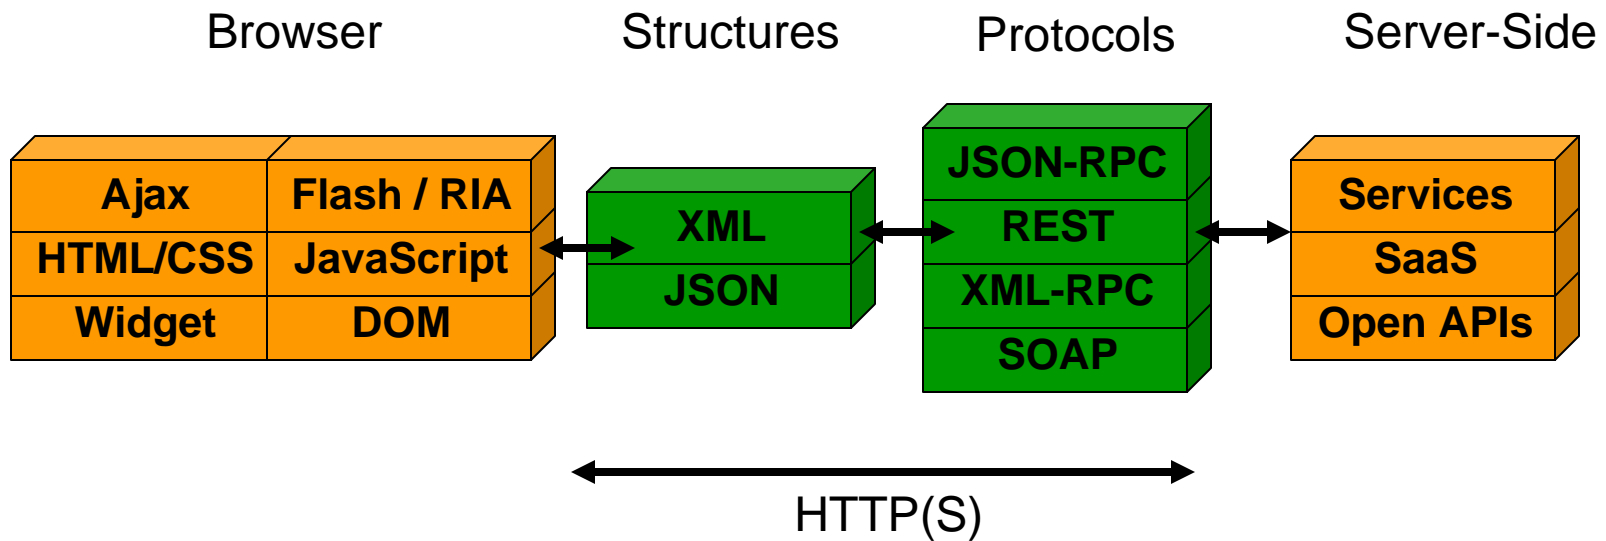 Browser
Structures
Protocols
Server-Side
Ajax
Flash / RIA
HTML/CSS
JavaScript
Widget
DOM
XML
JSON
JSON-RPC
REST
XML-RPC
SOAP
Services
SaaS
Open APIs
HTTP(S)